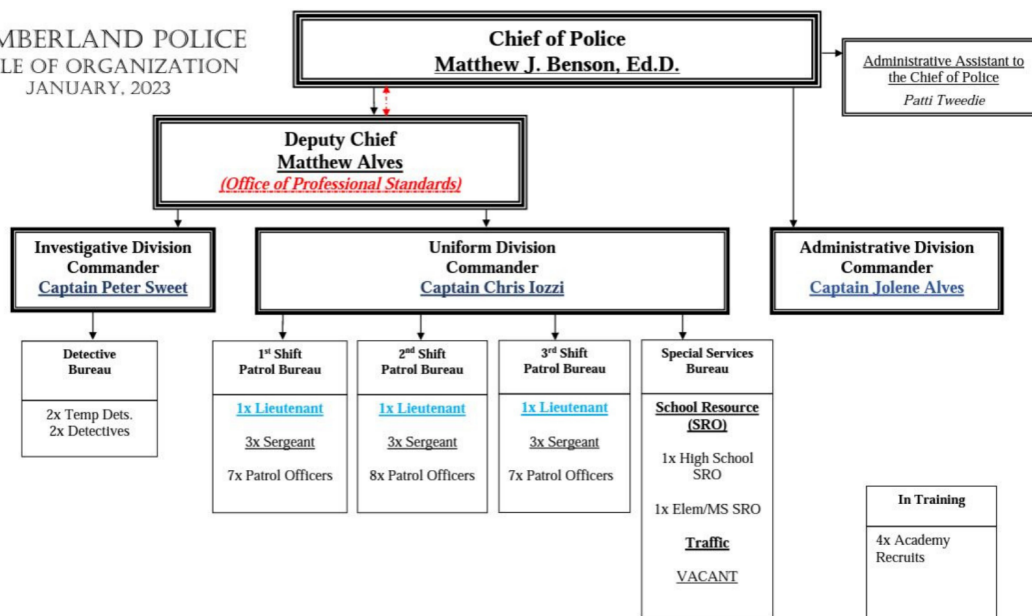 MBERLAND POLICE
LE OF ORGANIZATION
JANUARY, 2023
Chief of Police
Matthew J. Benson, Ed.D.
Administrative Assistant to
the Chief of Police
Patti Tweedie
Deputy Chief
Matthew Alves
(Office of Professional Standards)
Investigative Division
Commander
Captain Peter Sweet
Uniform Division
Commander
Captain Chris Iozzi
Administrative Division
Commander
Captain Jolene Alves
Detective
Bureau
2x Temp Dets.
2x Detectives
1st Shift
Patrol Bureau
1x Lieutenant
3x Sergeant
7x Patrol Officers
2nd Shift
Patrol Bureau
1x Lieutenant
3x Sergeant
8x Patrol Officers
3rd Shift
Patrol Bureau
1x Lieutenant
3x Sergeant
7x Patrol Officers
Special Services
Bureau
School Resource
(SRO)
1x High School
SRO
1x Elem/MS SRO
Traffic
VACANT
In Training
4x Academy
Recruits